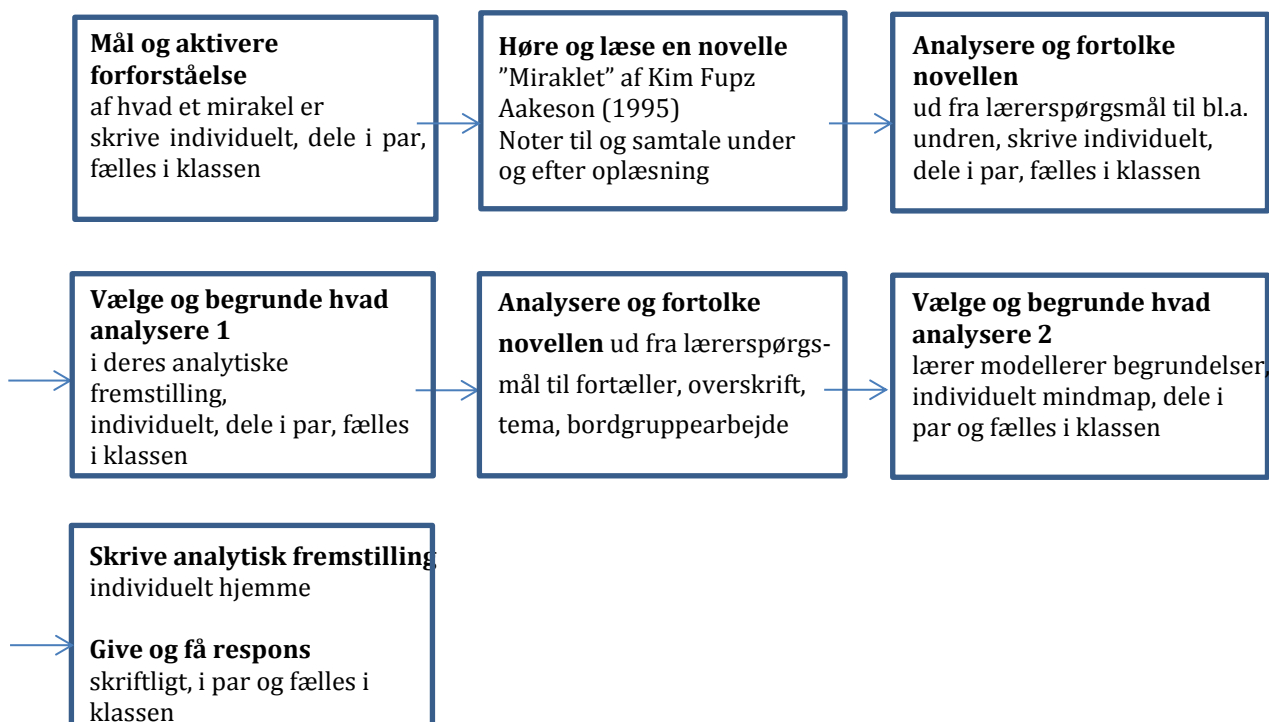 Mål og aktivere
forforståelse
af hvad et mirakel er
skrive individuelt, dele i par,
fælles i klassen
Høre og læse en novelle
”Miraklet” af Kim Fupz
Aakeson (1995)
Noter til og samtale under
og efter oplæsning
Analysere og fortolke
novellen
ud fra lærerspørgsmål til bl.a.
undren, skrive individuelt,
dele i par, fælles i klassen
Vælge og begrunde hvad
analysere 1
i deres analytiske
fremstilling,
individuelt, dele i par, fælles
i klassen
Analysere og fortolke
novellen ud fra lærerspørgs-
mål til fortæller, overskrift,
tema, bordgruppearbejde
Vælge og begrunde hvad
analysere 2
lærer modellerer begrundelser,
individuelt mindmap, dele i
par og fælles i klassen
Skrive analytisk fremstilling
individuelt hjemme
Give og få respons
skriftligt, i par og fælles i
klassen